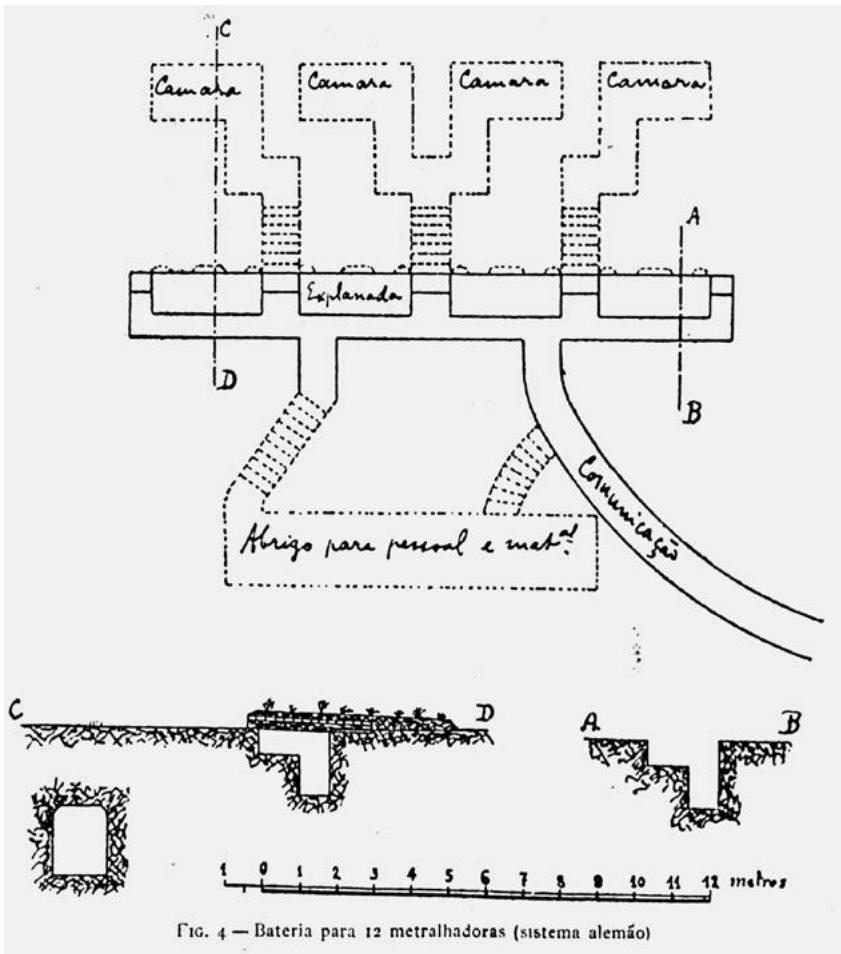 C
Camara Camara Camara Camara
A
Explanada
D
B
Comunicação
Abrigo para pessoal e mat.al
C D A B
1 0 1 2 3 4 5 6 7 8 9 10 11 12 metros
FIG. 4 — Bateria para 12 metralhadoras (sistema alemão)